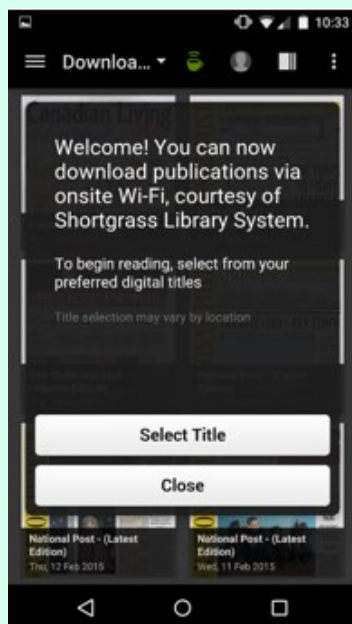 10:33
Downloa...
Canadian Living
Welcome! You can now
download publications via
onsite Wi-Fi, courtesy of
Shortgrass Library System.
To begin reading, select from your
preferred digital titles
Title selection may vary by location
Select Title
Close
National Post - (Latest
Edition)
Thu, 12 Feb 2015
National Post - (Latest
Edition)
Wed, 11 Feb 2015